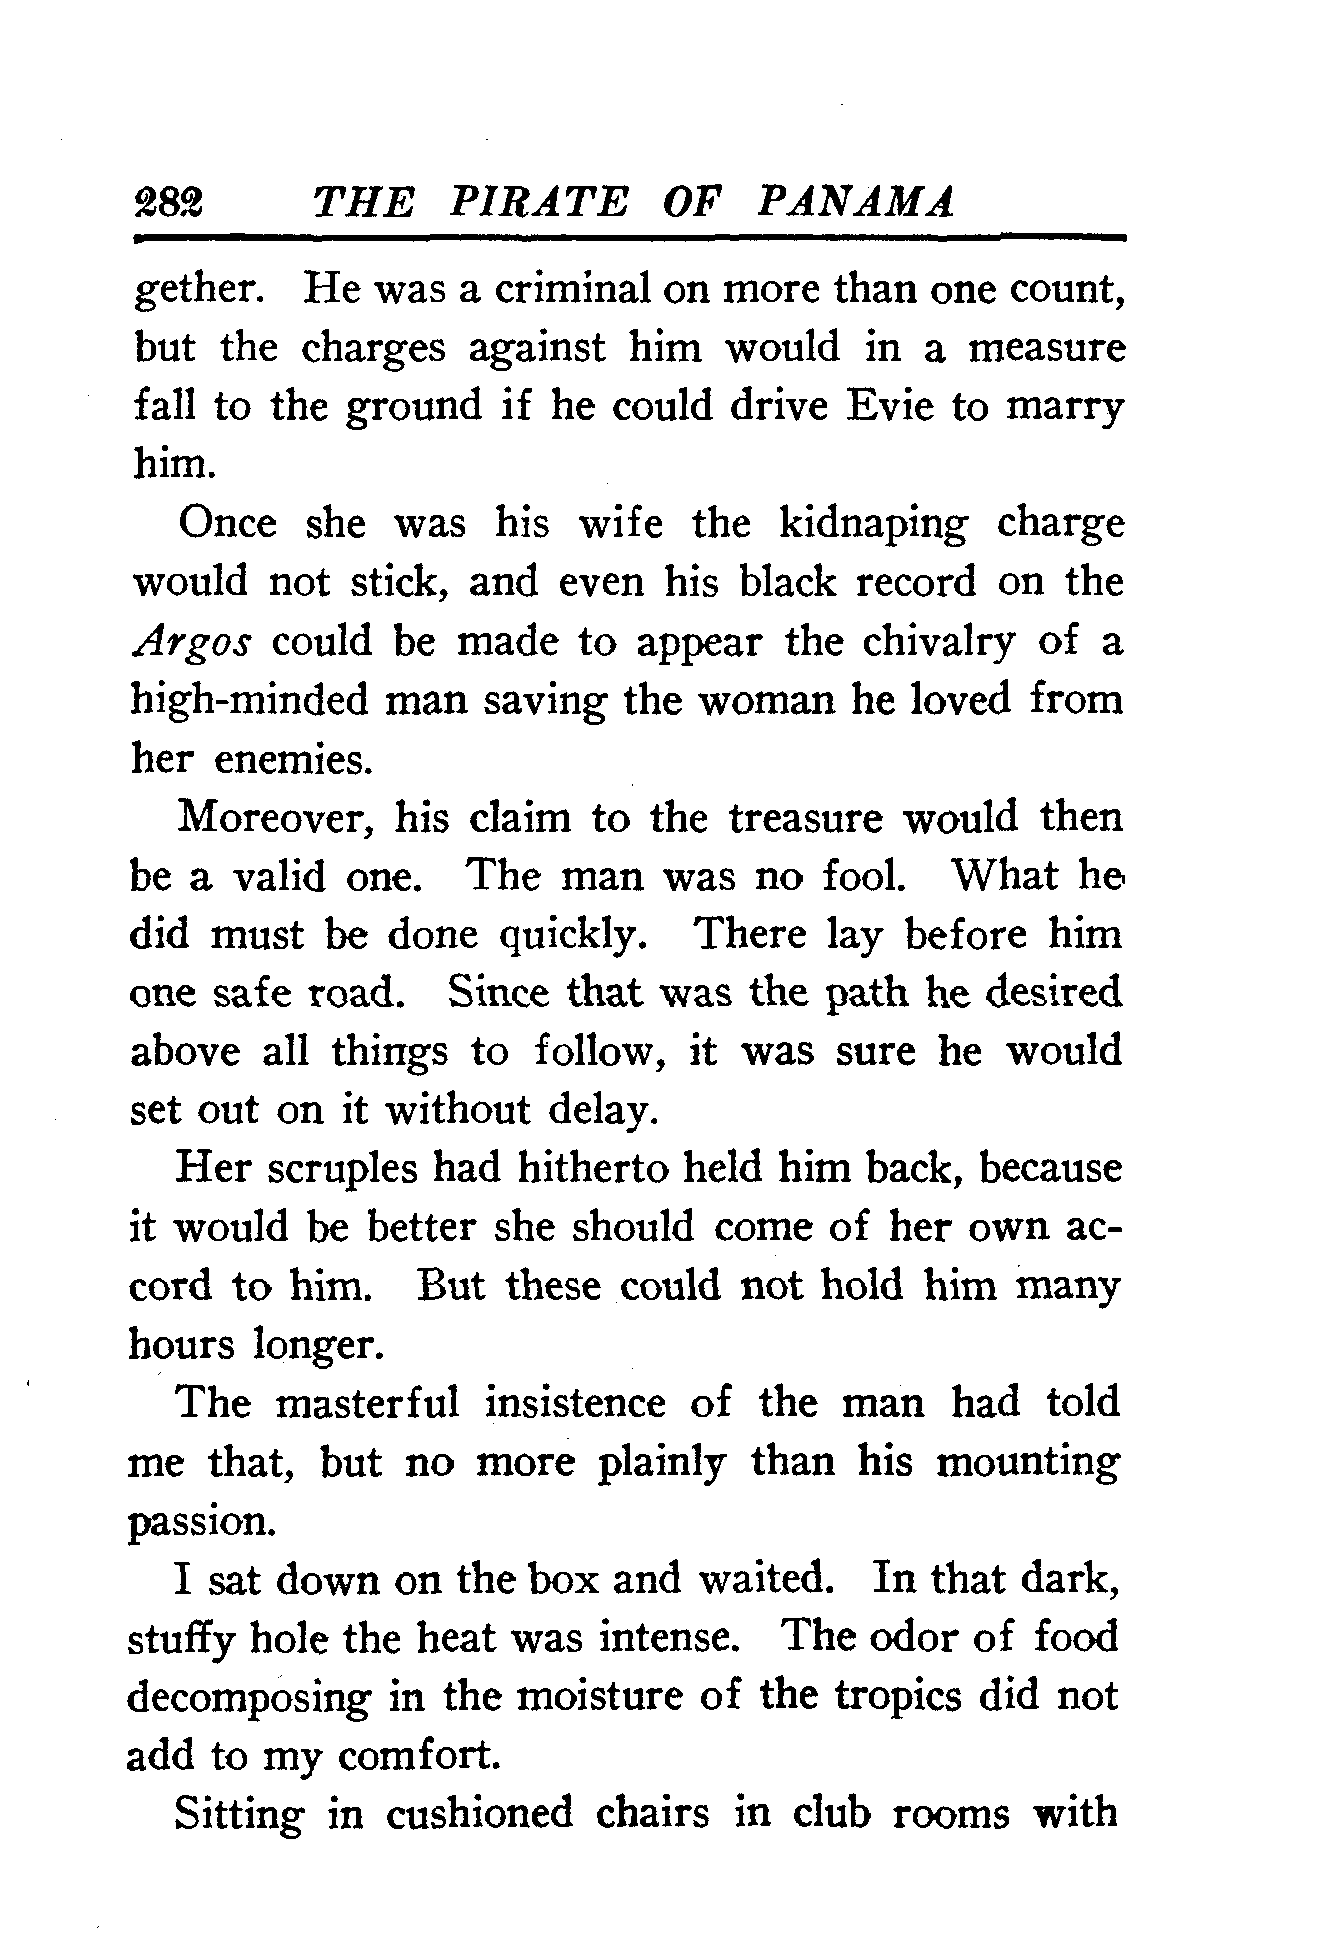 282 THE PIRATE OF PANAMA
gether. He was a criminal on more than one count,
but the charges against him would in a measure
fall to the ground if he could drive Evie to marry
him.
Once she was his wife the kidnaping charge
would not stick, and even his black record on the
Argos could be made to appear the chivalry of a
high-minded man saving the woman he loved from
her enemies.
Moreover, his claim to the treasure would then
be a valid one. The man was no fool. What he
did must be done quickly. There lay before him
one safe road. Since that was the path he desired
above all things to follow, it was sure he would
set out on it without delay.
Her scruples had hitherto held him back, because
it would be better she should come of her own ac-
cord to him. But these could not hold him many
hours longer.
The masterful insistence of the man had told
me that, but no more plainly than his mounting
passion.
I sat down on the box and waited. In that dark,
stuffy hole the heat was intense. The odor of food
decomposing in the moisture of the tropics did not
add to my comfort.
Sitting in cushioned chairs in club rooms with